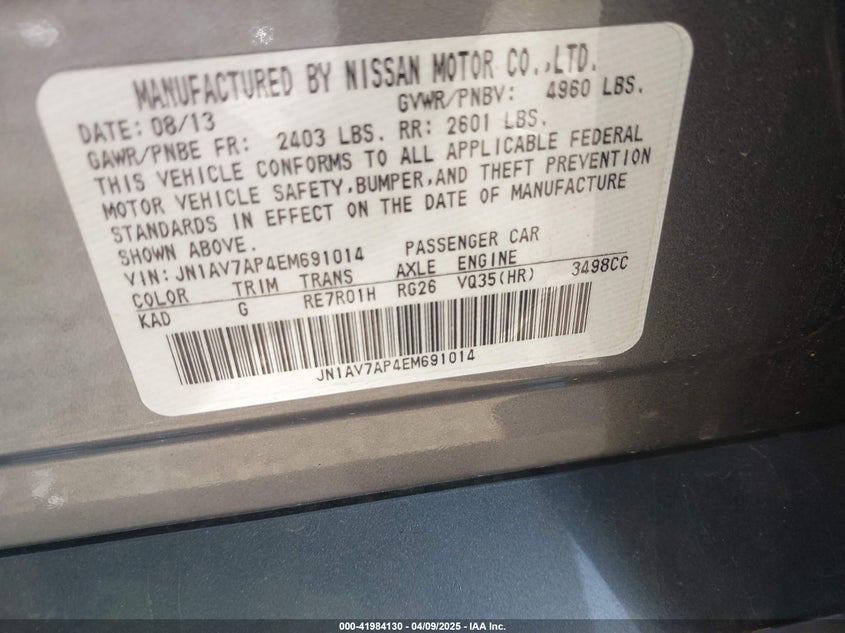 MANUFACTURED BY NISSAN MOTOR CO.,LTD.
DATE: 08/13 GVWR/PNBV: 4960 LBS.
GAWR/PNBE FR: 2403 LBS. RR: 2601 LBS.
THIS VEHICLE CONFORMS TO ALL APPLICABLE FEDERAL
MOTOR VEHICLE SAFETY,BUMPER,AND THEFT PREVENTION
STANDARDS IN EFFECT ON THE DATE OF MANUFACTURE
SHOWN ABOVE.
VIN: JN1AV7AP4EM691014 PASSENGER CAR
COLOR TRIM TRANS AXLE ENGINE
KAD G RE7R01H RG26 VQ35(HR) 3498CC
JN1AV7AP4EM691014
000-41984130 - 04/09/2025 - IAA Inc.